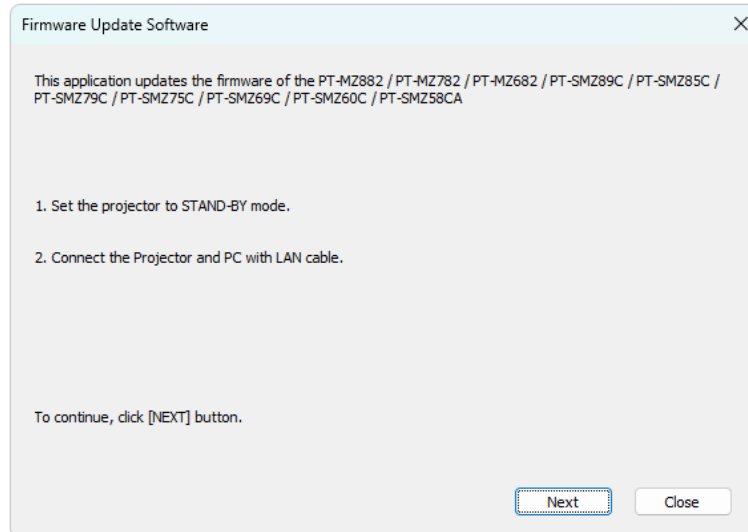 Firmware Update Software
This application updates the firmware of the PT-MZ882 / PT-MZ782 / PT-MZ682 / PT-SMZ89C / PT-SMZ85C /
PT-SMZ79C / PT-SMZ75C / PT-SMZ69C / PT-SMZ60C / PT-SMZ58CA
1. Set the projector to STAND-BY mode.
2. Connect the Projector and PC with LAN cable.
To continue, click [NEXT] button.
Next
Close